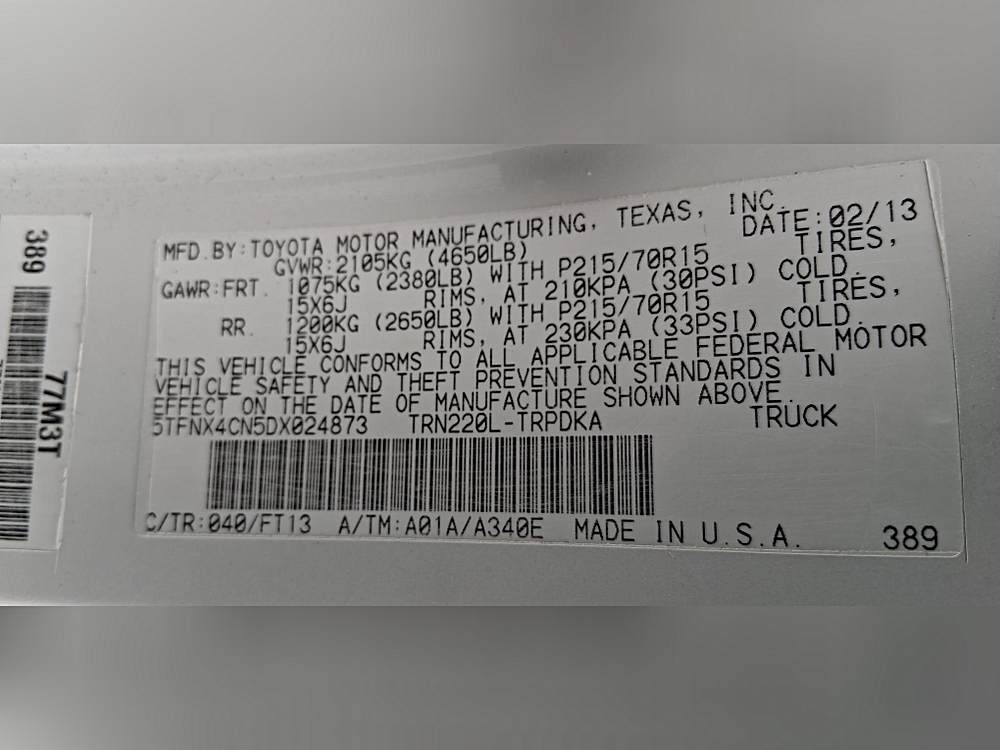 MFD.BY:TOYOTA MOTOR MANUFACTURING, TEXAS, INC.
GVWR:2105KG (4650LB) DATE:02/13
GAWR:FRT. 1075KG (2380LB) WITH P215/70R15 TIRES,
15X6J RIMS, AT 210KPA (30PSI) COLD.
RR. 1200KG (2650LB) WITH P215/70R15 TIRES,
15X6J RIMS, AT 230KPA (33PSI) COLD.
THIS VEHICLE CONFORMS TO ALL APPLICABLE FEDERAL MOTOR
VEHICLE SAFETY AND THEFT PREVENTION STANDARDS IN
EFFECT ON THE DATE OF MANUFACTURE SHOWN ABOVE.
5TFNX4CN5DX024873 TRN220L-TRPDKA TRUCK
C/TR:040/FT13 A/TM:A01A/A340E MADE IN U.S.A. 389
389
77M3T